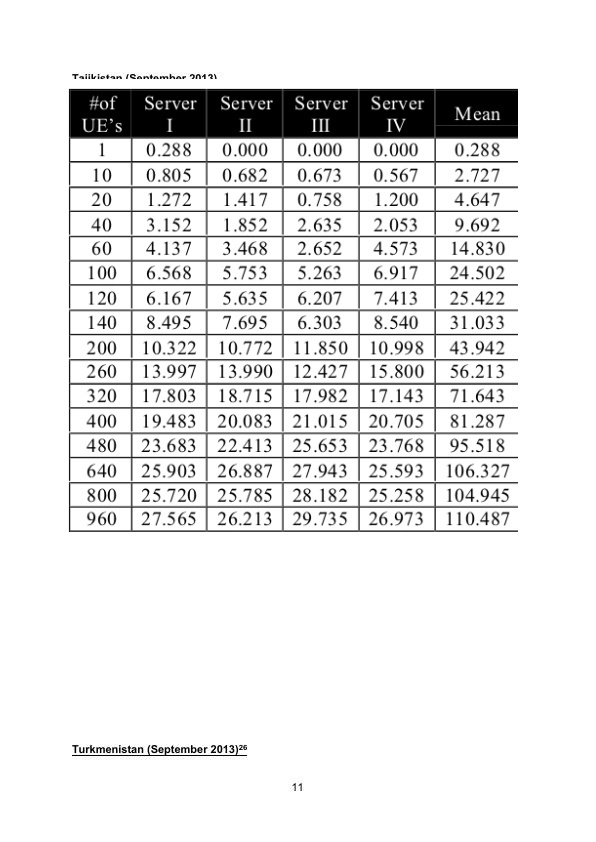 Tajikistan (September 2013)
#of UE's Server I Server II Server III Server IV Mean
1 0.288 0.000 0.000 0.000 0.288
10 0.805 0.682 0.673 0.567 2.727
20 1.272 1.417 0.758 1.200 4.647
40 3.152 1.852 2.635 2.053 9.692
60 4.137 3.468 2.652 4.573 14.830
100 6.568 5.753 5.263 6.917 24.502
120 6.167 5.635 6.207 7.413 25.422
140 8.495 7.695 6.303 8.540 31.033
200 10.322 10.772 11.850 10.998 43.942
260 13.997 13.990 12.427 15.800 56.213
320 17.803 18.715 17.982 17.143 71.643
400 19.483 20.083 21.015 20.705 81.287
480 23.683 22.413 25.653 23.768 95.518
640 25.903 26.887 27.943 25.593 106.327
800 25.720 25.785 28.182 25.258 104.945
960 27.565 26.213 29.735 26.973 110.487
Turkmenistan (September 2013)26
11